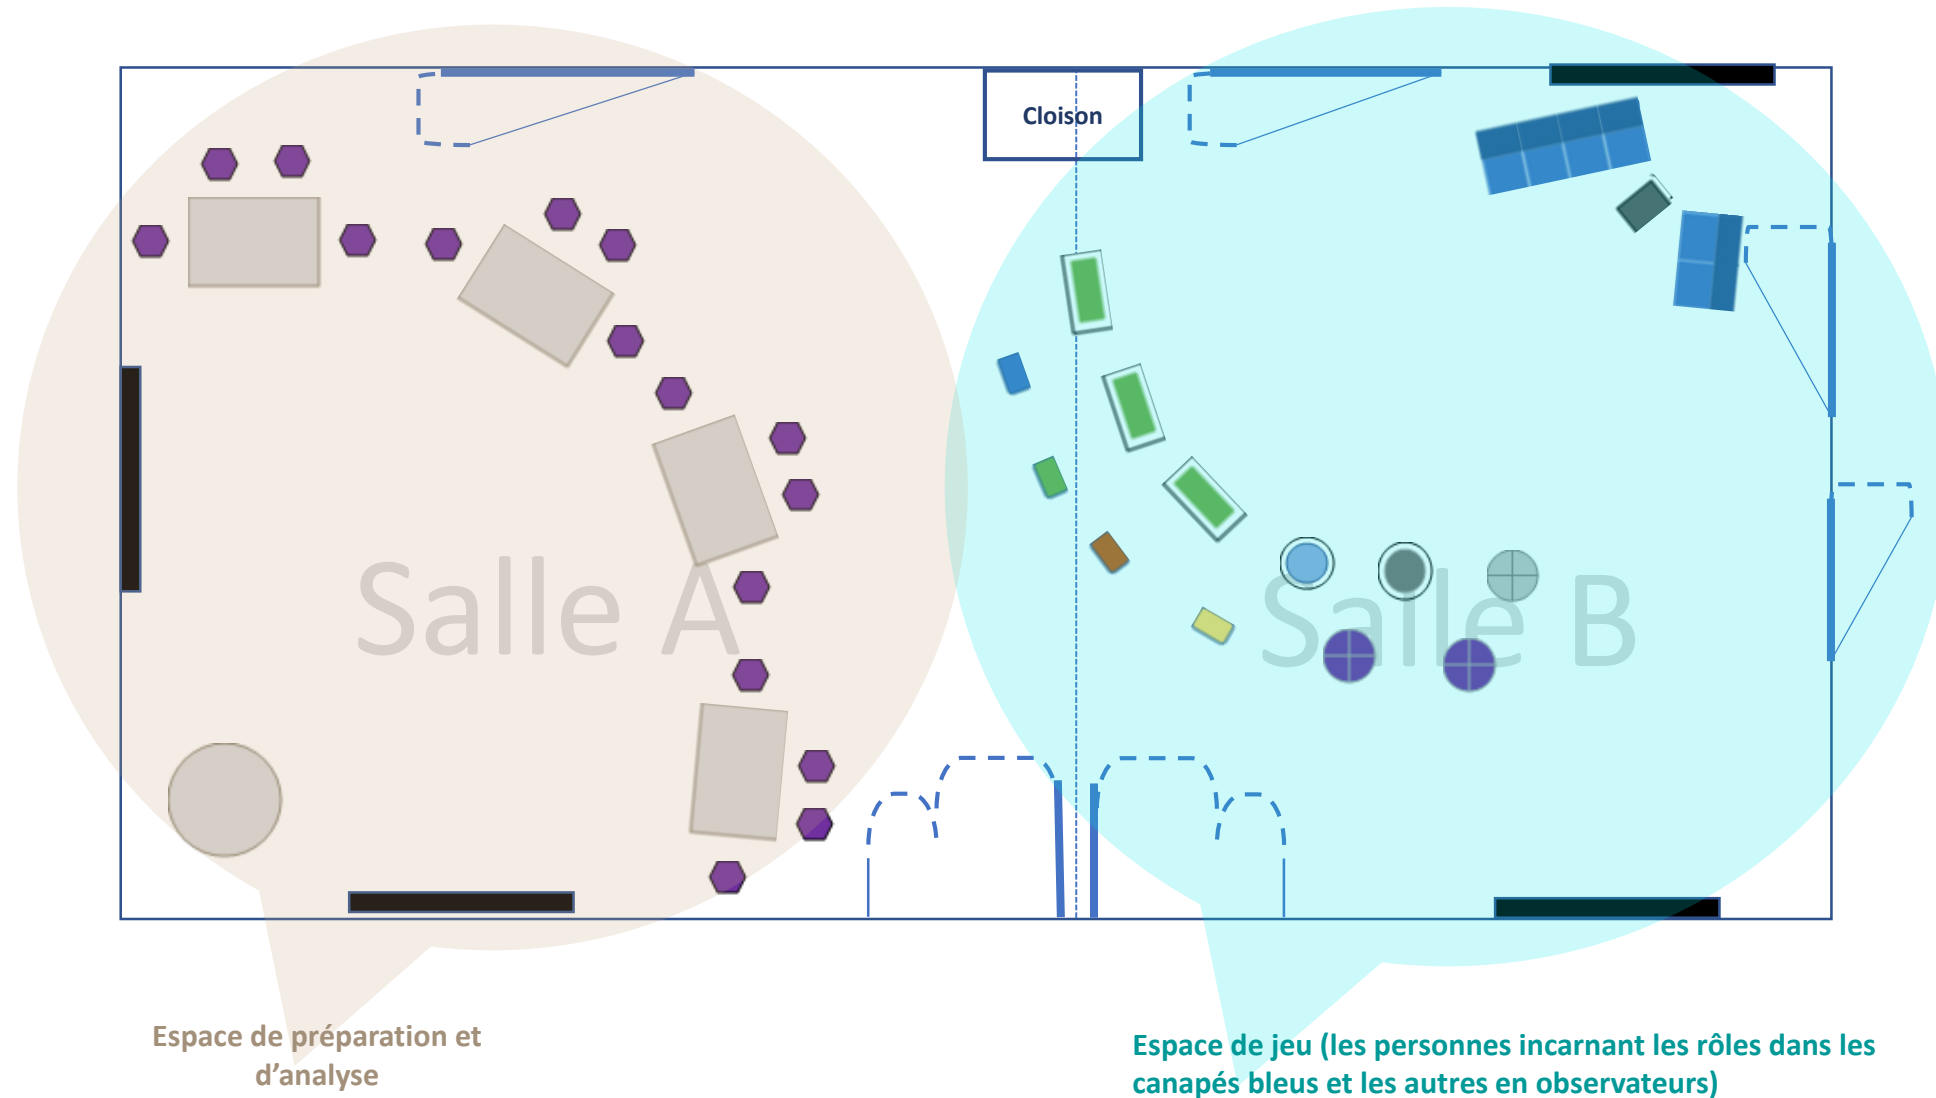 Cloison
Salle A
Salle B
Espace de préparation et
d’analyse
Espace de jeu (les personnes incarnant les rôles dans les
canapés bleus et les autres en observateurs)